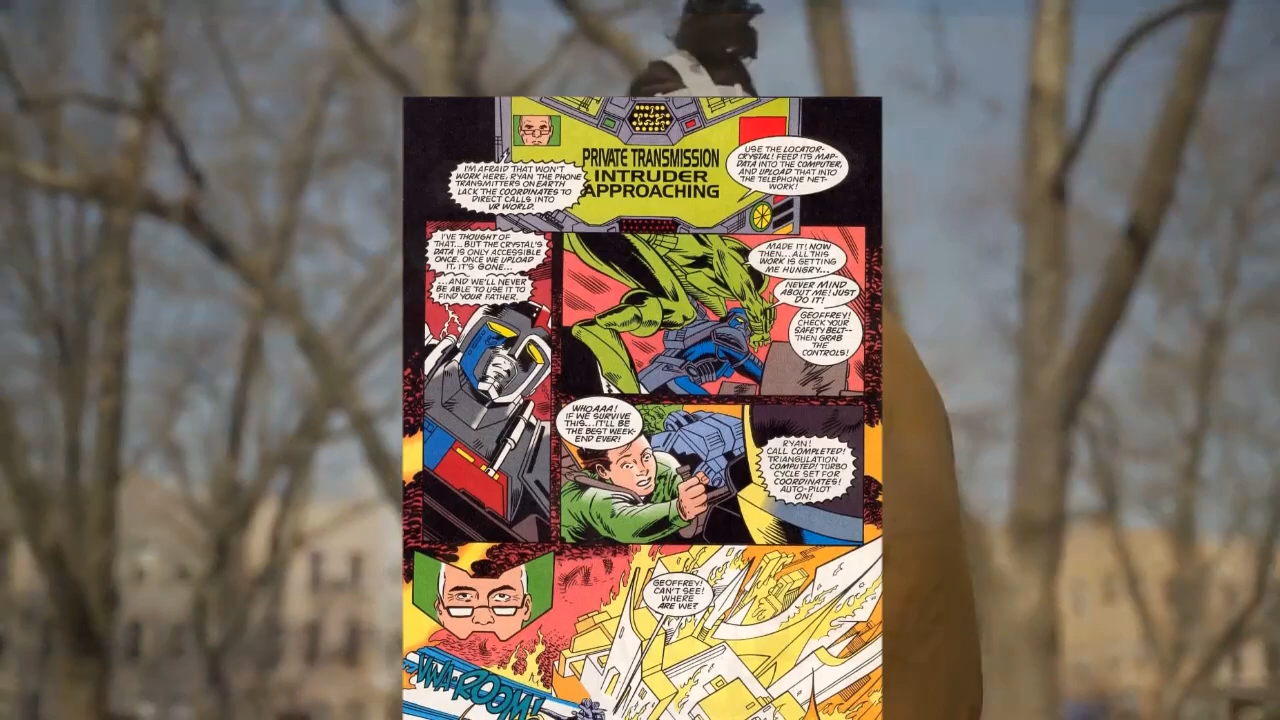 PRIVATE TRANSMISSION
INTRUDER
APPROACHING
I'M AFRAID THAT WON'T
WORK HERE, RYAN. THE PHONE
TRANSMITTERS ON EARTH
LACK THE COORDINATES TO
DIRECT CALLS INTO
VR WORLD.
USE THE LOCATOR-
CRYSTAL! FEED ITS MAP-
DATA INTO THE COMPUTER,
AND UPLOAD THAT INTO
THE TELEPHONE NET-
WORK!
I'VE THOUGHT OF
THAT... BUT THE CRYSTAL'S
DATA IS ONLY ACCESSIBLE
ONCE. ONCE WE UPLOAD
IT, IT'S GONE...
...AND WE'LL NEVER
BE ABLE TO USE IT TO
FIND YOUR FATHER.
MADE IT! NOW
THEN... ALL THIS
WORK IS GETTING
ME HUNGRY...
NEVER MIND
ABOUT ME! JUST
DO IT!
GEOFFREY!
CHECK YOUR
SAFETY BELT--
THEN GRAB
THE
CONTROLS!
WHOAAA!
IF WE SURVIVE
THIS... IT'LL BE
THE BEST WEEK-
END EVER!
RYAN!
CALL COMPLETED!
TRIANGULATION
COMPUTED! TURBO
CYCLE SET FOR
COORDINATES!
AUTO-PILOT
ON!
GEOFFREY!
CAN'T SEE!
WHERE
ARE WE?
VWA-ROOM!